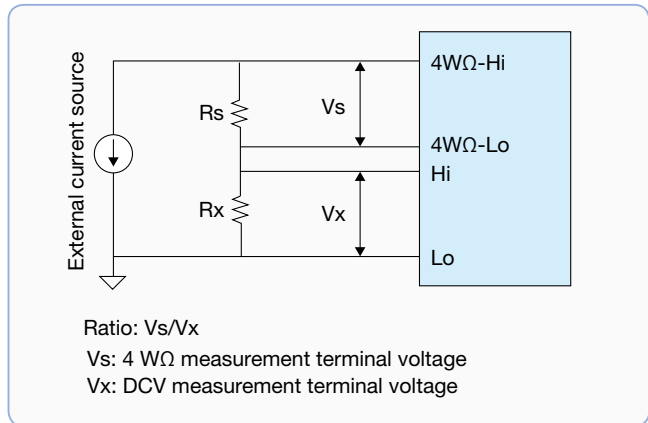 External current source
Rs
Vs
Rx
Vx
4WΩ-Hi
4WΩ-Lo
Hi
Lo
Ratio: Vs/Vx
Vs: 4 WΩ measurement terminal voltage
Vx: DCV measurement terminal voltage